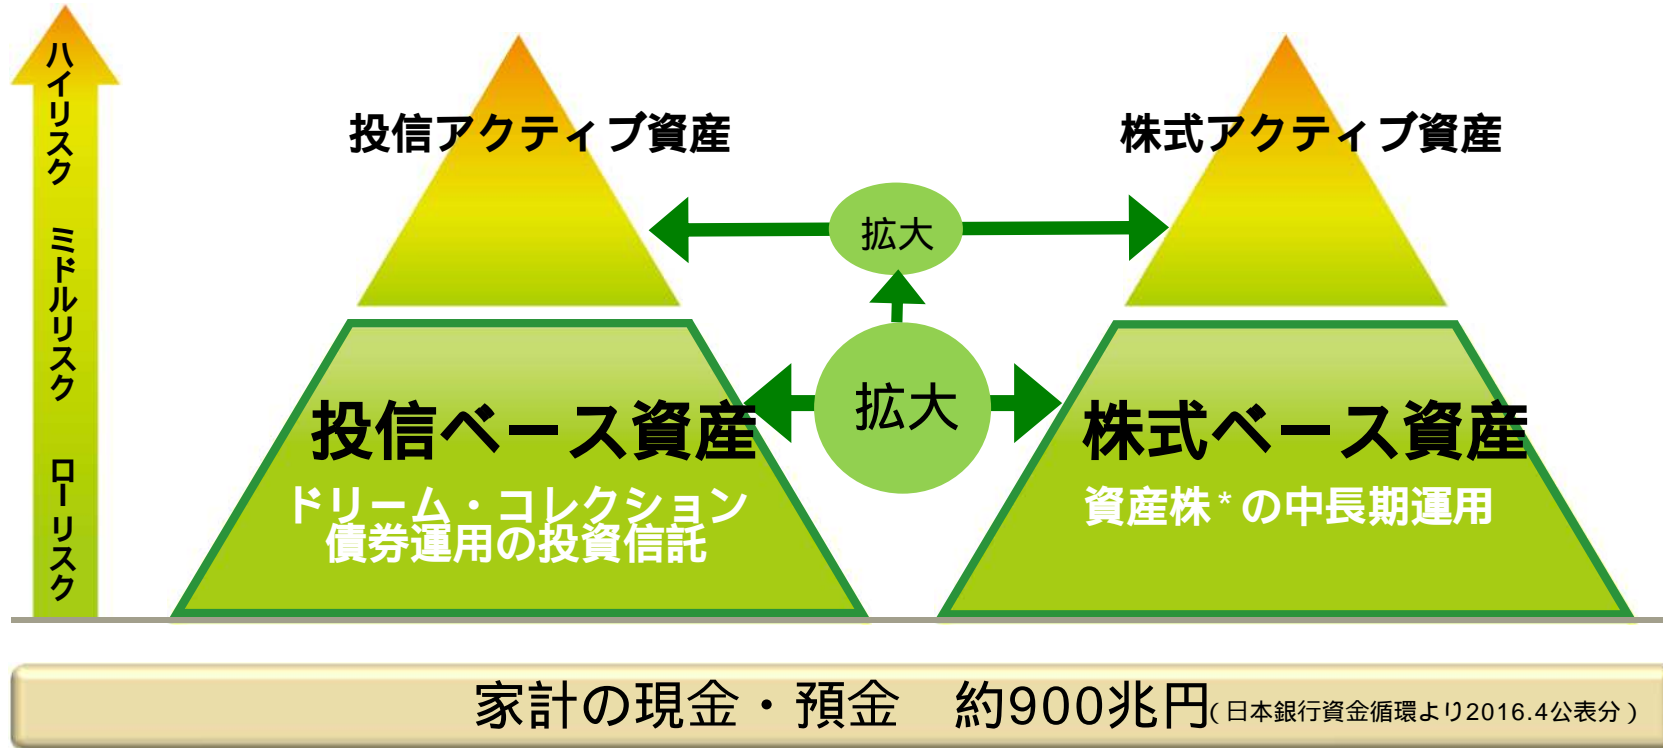 ハイリスク ミドルリスク ローリスク
投信アクティブ資産
株式アクティブ資産
拡大
拡大
投信ベース資産
ドリーム・コレクション
債券運用の投資信託
株式ベース資産
資産株*の中長期運用
家計の現金・預金　約900兆円(日本銀行資金循環より2016.4公表分)